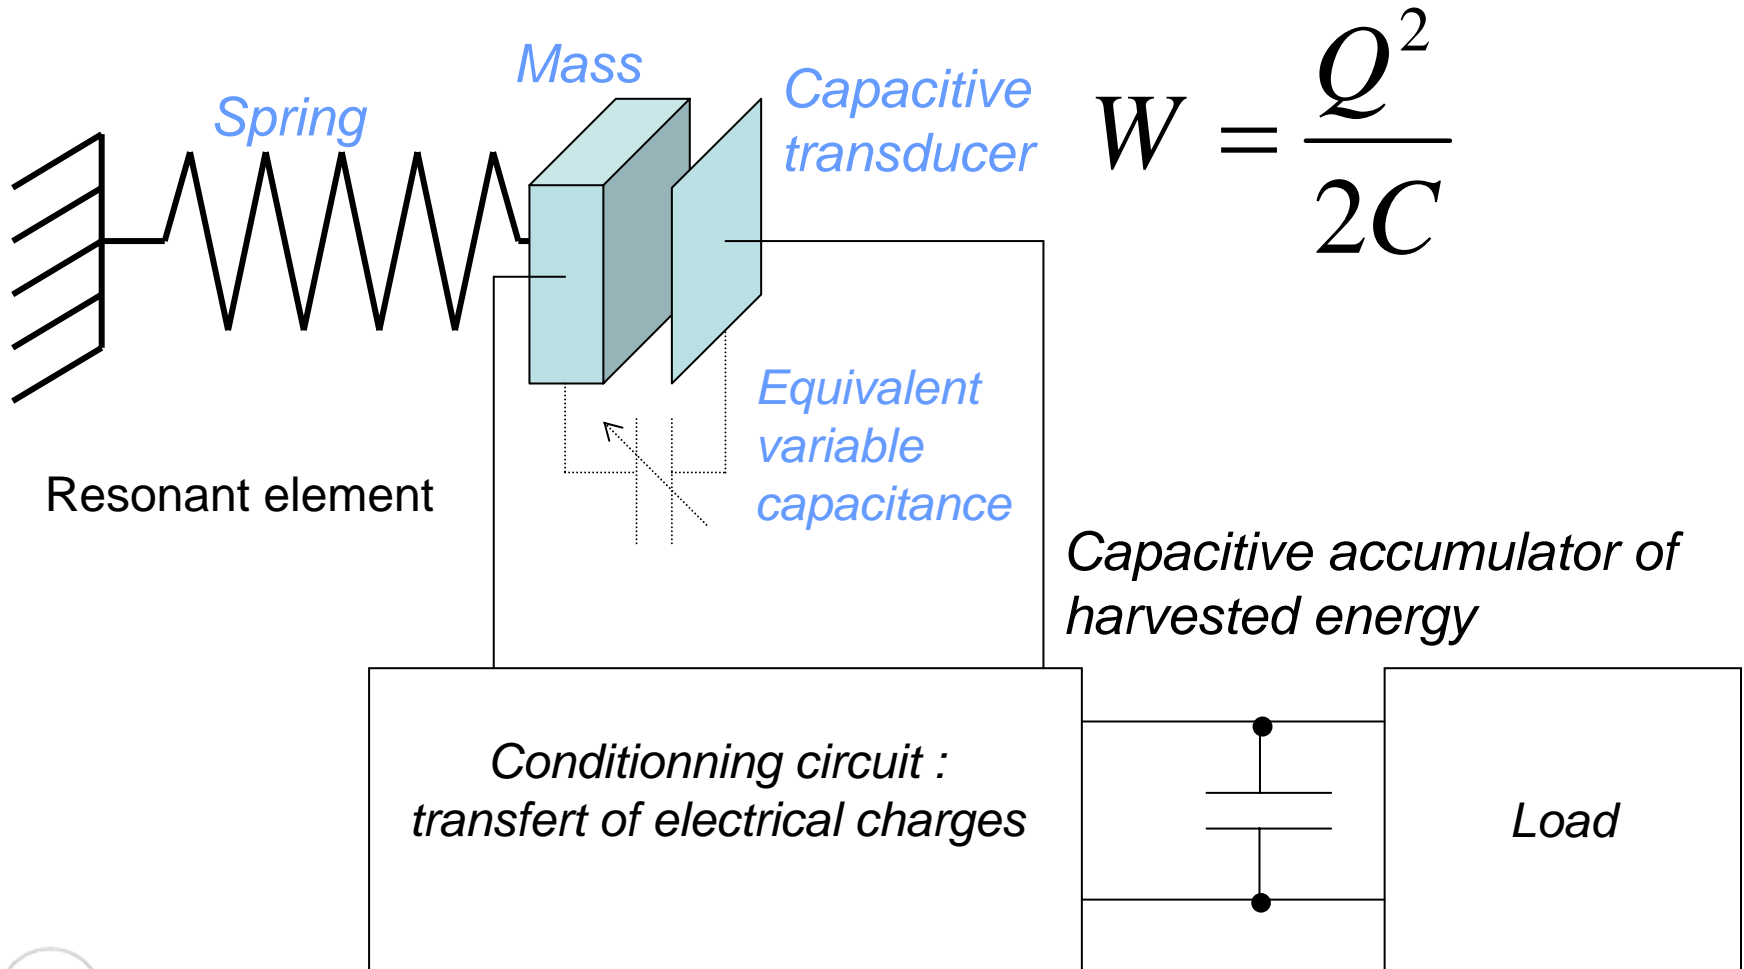 Mass
Spring
Capacitive
transducer
W = Q² / 2C
Equivalent
variable
capacitance
Resonant element
Capacitive accumulator of
harvested energy
Conditionning circuit :
transfert of electrical charges
Load